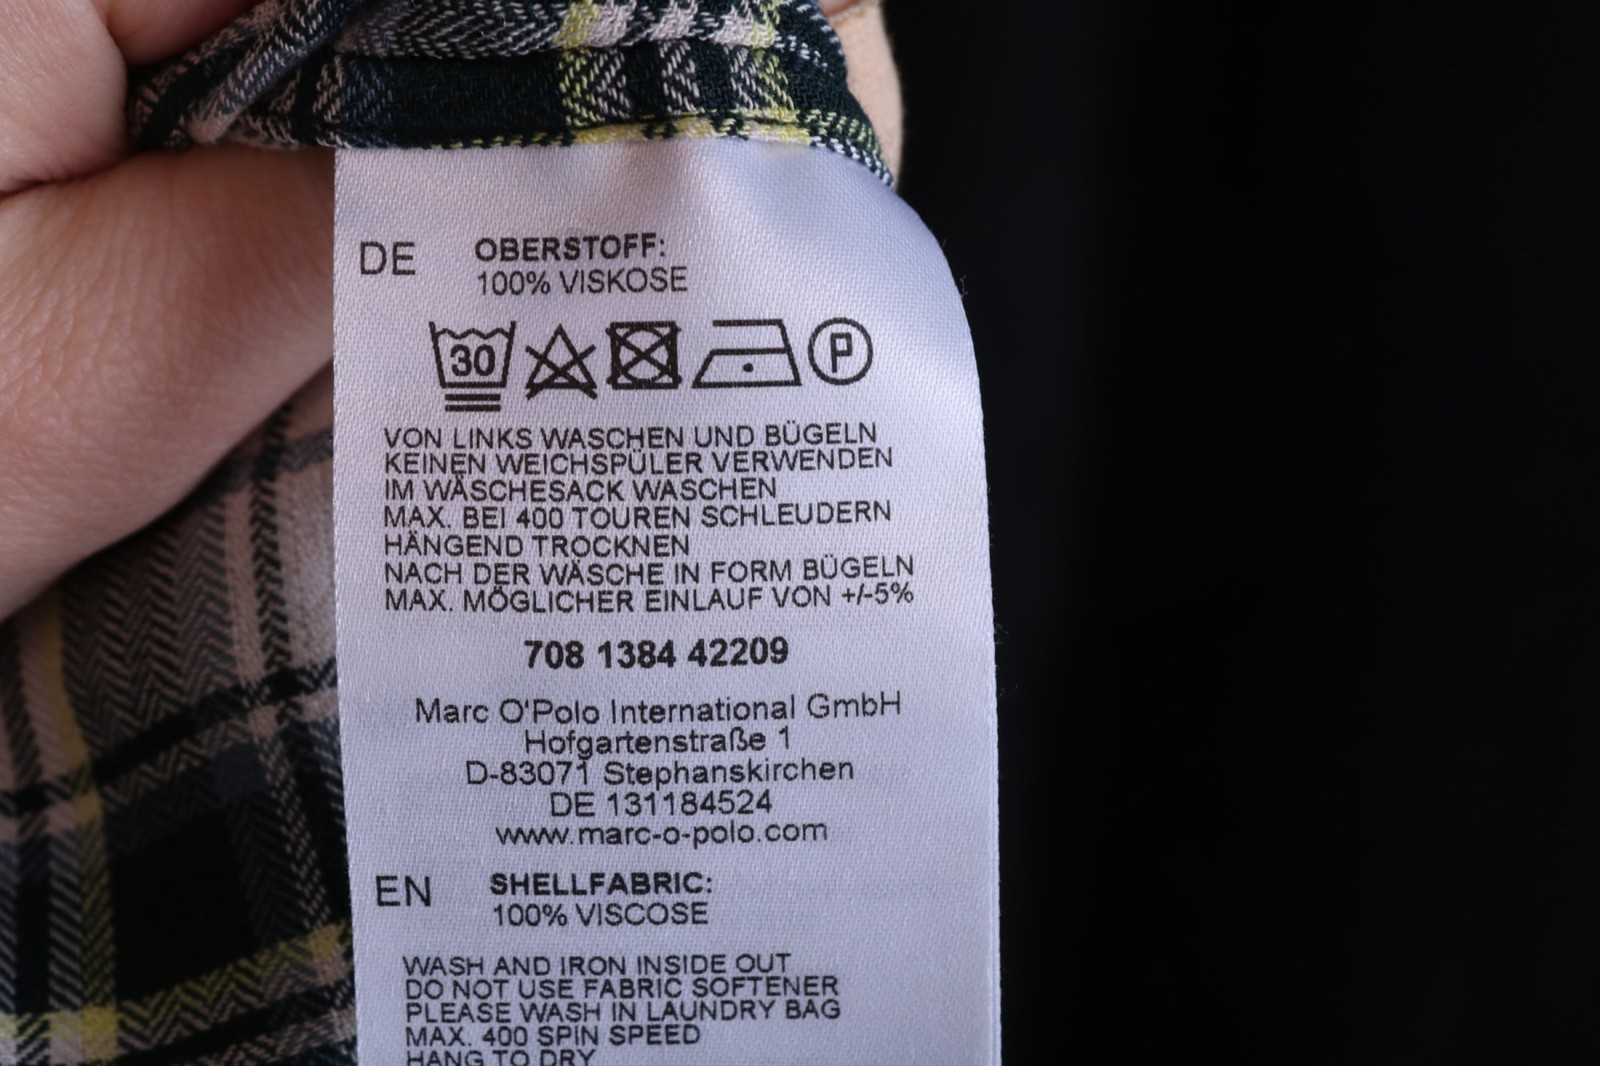 DE OBERSTOFF:
100% VISKOSE
30 P
VON LINKS WASCHEN UND BÜGELN
KEINEN WEICHSPÜLER VERWENDEN
IM WÄSCHESACK WASCHEN
MAX. BEI 400 TOUREN SCHLEUDERN
HÄNGEND TROCKNEN
NACH DER WÄSCHE IN FORM BÜGELN
MAX. MÖGLICHER EINLAUF VON +/-5%
708 1384 42209
Marc O'Polo International GmbH
Hofgartenstraße 1
D-83071 Stephanskirchen
DE 131184524
www.marc-o-polo.com
EN SHELLFABRIC:
100% VISCOSE
WASH AND IRON INSIDE OUT
DO NOT USE FABRIC SOFTENER
PLEASE WASH IN LAUNDRY BAG
MAX. 400 SPIN SPEED
HANG TO DRY